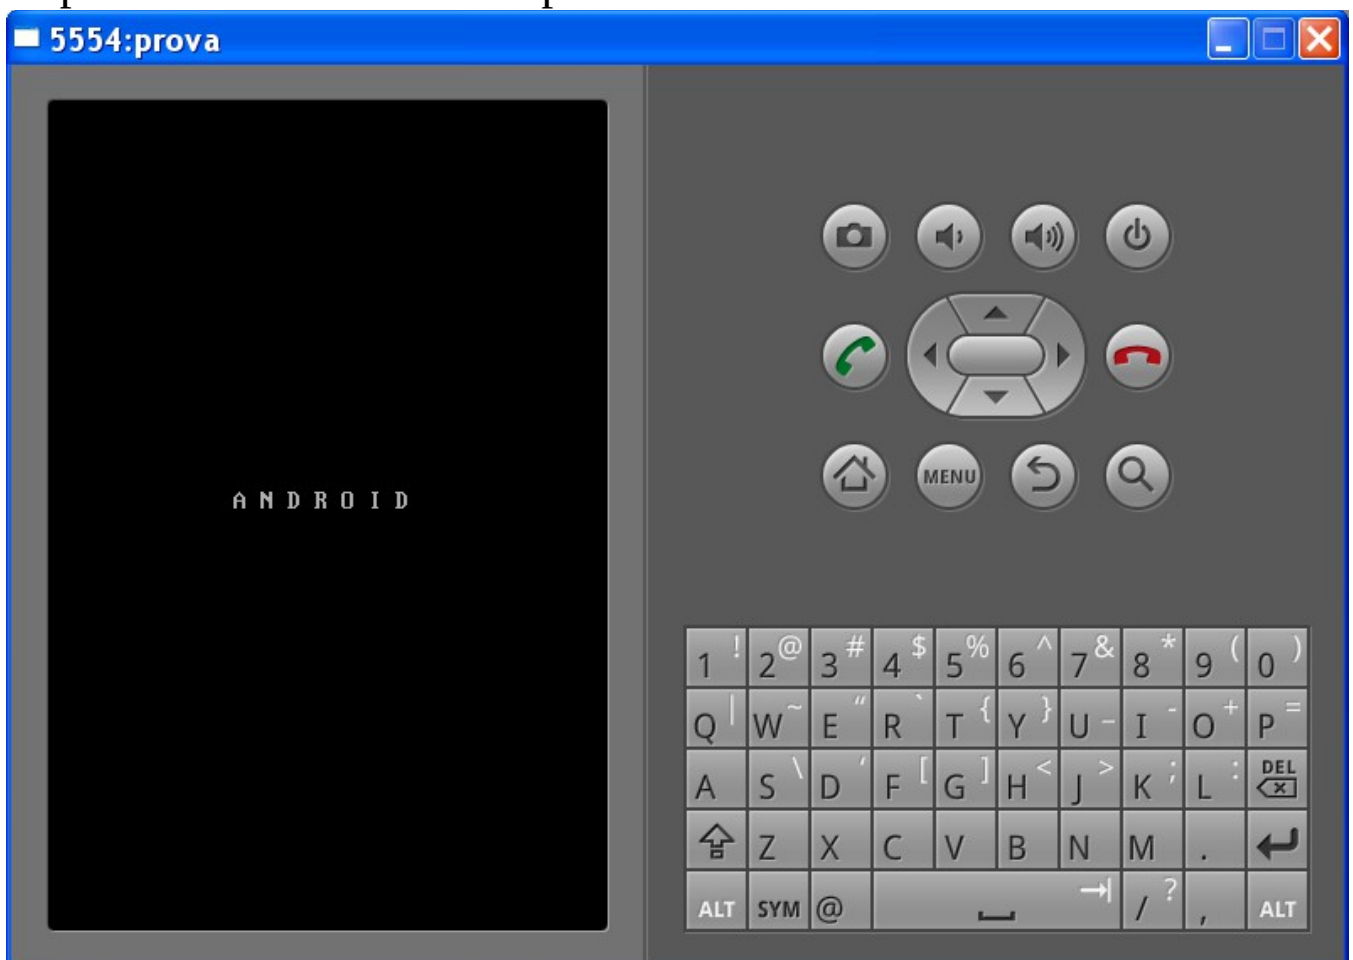 5554:prova
ANDROID
MENU
1 ! 2 @ 3 # 4 $ 5 % 6 ^ 7 & 8 * 9 ( 0 )
Q | W ~ E " R ` T { Y } U _ I - O + P =
A S \ D ' F [ G ] H < J > K ; L : DEL
Z X C V B N M .
ALT SYM @ / ? , ALT